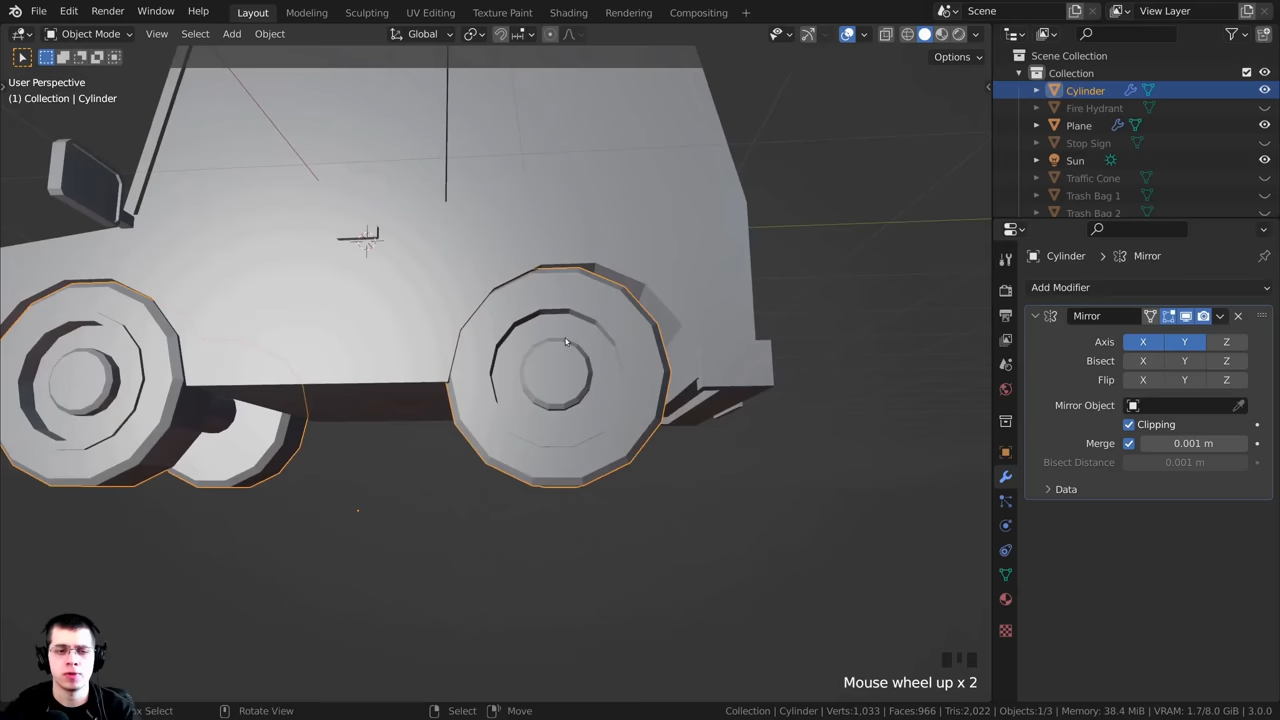 File Edit Render Window Help Layout Modeling Sculpting UV Editing Texture Paint Shading Rendering Compositing Scene View Layer
Object Mode View Select Add Object Global
Options
User Perspective
(1) Collection | Cylinder
Scene Collection
Collection
Cylinder
Fire Hydrant
Plane
Stop Sign
Sun
Traffic Cone
Trash Bag 1
Trash Bag 2
Cylinder > Mirror
Add Modifier
Mirror
Axis X Y Z
Bisect X Y Z
Flip X Y Z
Mirror Object
Clipping
Merge 0.001 m
Bisect Distance 0.001 m
Data
Mouse wheel up x 2
Select Rotate View Select Move Collection | Cylinder | Verts:1,033 | Faces:966 | Tris:2,022 | Objects:1/3 | Memory: 38.4 MiB | VRAM: 1.7/8.0 GiB | 3.0.0